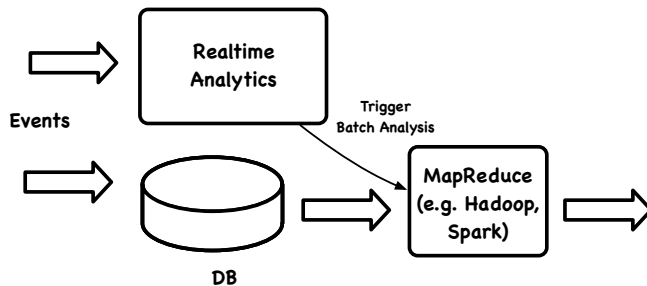 Realtime
Analytics
Events
Trigger
Batch Analysis
MapReduce
(e.g. Hadoop,
Spark)
DB